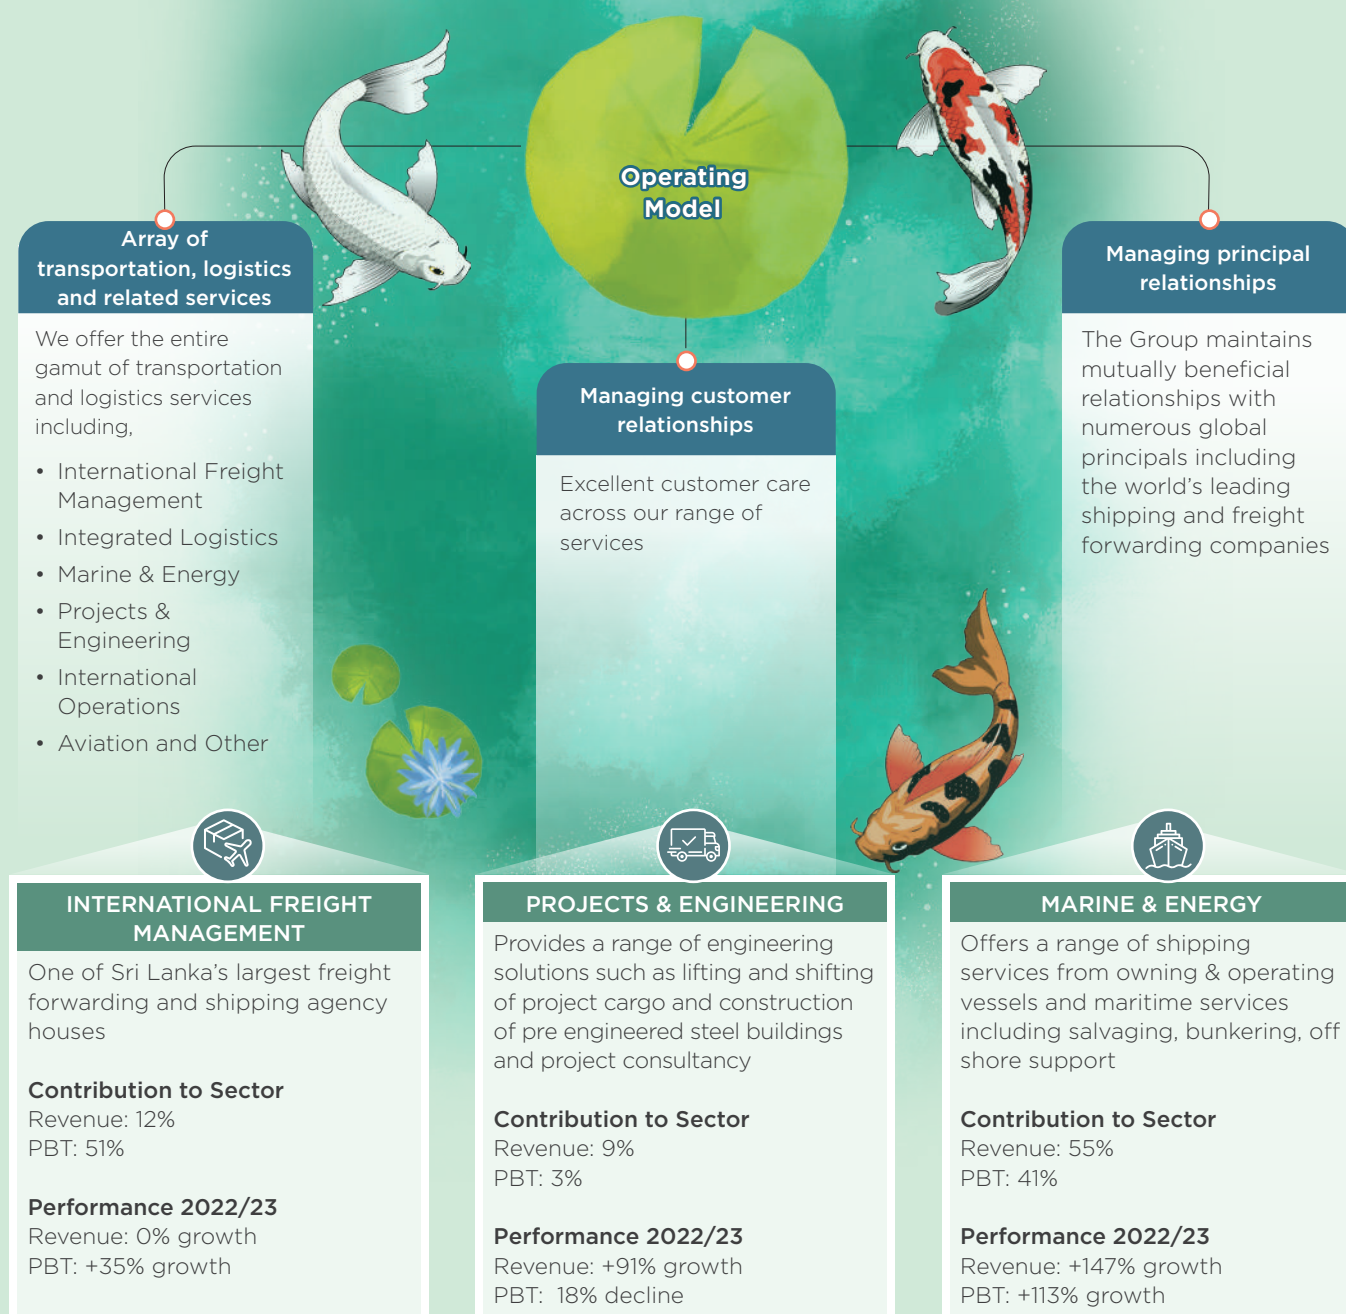 Operating
Model
Array of
transportation, logistics
and related services
We offer the entire
gamut of transportation
and logistics services
including,
• International Freight
Management
• Integrated Logistics
• Marine & Energy
• Projects &
Engineering
• International
Operations
• Aviation and Other
Managing customer
relationships
Excellent customer care
across our range of
services
Managing principal
relationships
The Group maintains
mutually beneficial
relationships with
numerous global
principals including
the world’s leading
shipping and freight
forwarding companies
INTERNATIONAL FREIGHT
MANAGEMENT
One of Sri Lanka’s largest freight
forwarding and shipping agency
houses
Contribution to Sector
Revenue: 12%
PBT: 51%
Performance 2022/23
Revenue: 0% growth
PBT: +35% growth
PROJECTS & ENGINEERING
Provides a range of engineering
solutions such as lifting and shifting
of project cargo and construction
of pre engineered steel buildings
and project consultancy
Contribution to Sector
Revenue: 9%
PBT: 3%
Performance 2022/23
Revenue: +91% growth
PBT: 18% decline
MARINE & ENERGY
Offers a range of shipping
services from owning & operating
vessels and maritime services
including salvaging, bunkering, off
shore support
Contribution to Sector
Revenue: 55%
PBT: 41%
Performance 2022/23
Revenue: +147% growth
PBT: +113% growth